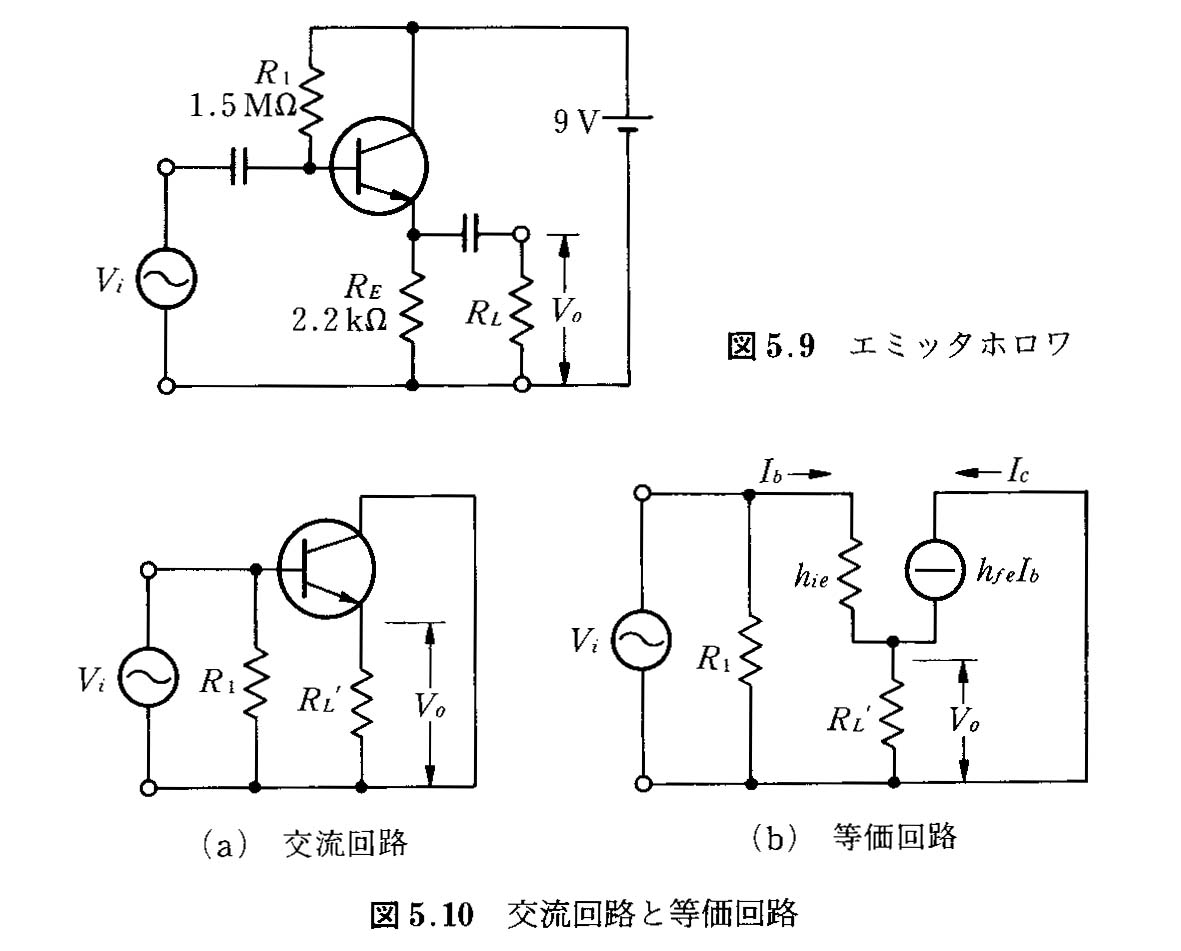 R1
1.5 MΩ
9 V
Vi
RE
2.2 kΩ
RL
Vo
図 5.9 エミッタホロワ
Vi
R1
RL′
Vo
(a) 交流回路
Ib
Ic
hie
hfeIb
Vi
R1
RL′
Vo
(b) 等価回路
図 5.10 交流回路と等価回路